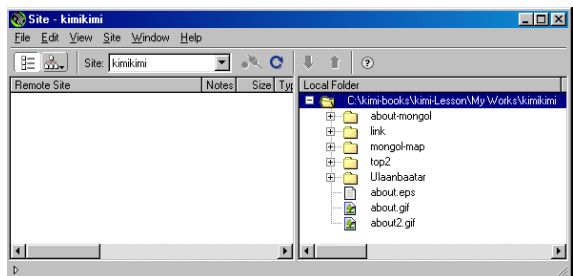 Site - kimikimi
File Edit View Site Window Help
Site: kimikimi
Remote Site Notes Size Typ Local Folder
C:\kimi-books\kimi-Lesson\My Works\kimikimi
about-mongol
link
mongol-map
top2
Ulaanbaatar
about.eps
about.gif
about2.gif